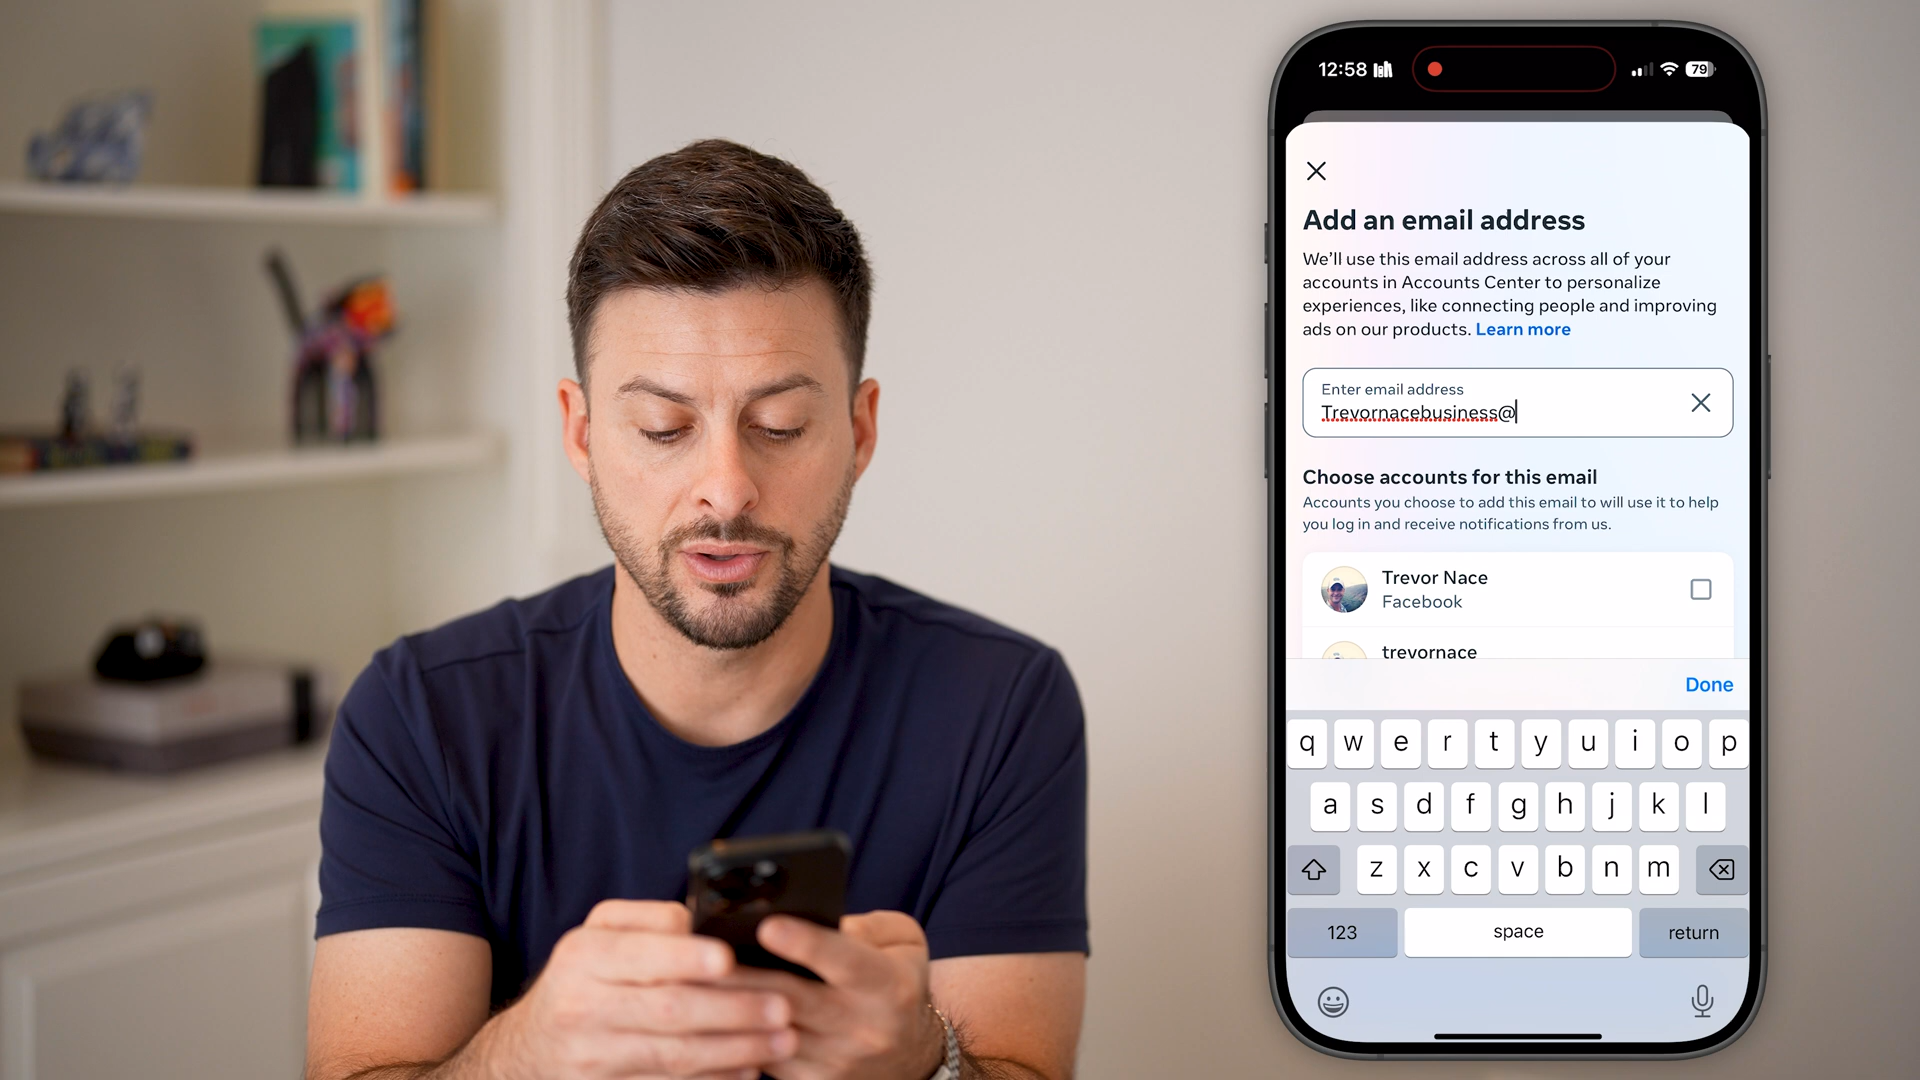 12:58
79
Add an email address
We’ll use this email address across all of your
accounts in Accounts Center to personalize
experiences, like connecting people and improving
ads on our products. Learn more
Enter email address
Trevornacebusiness@
Choose accounts for this email
Accounts you choose to add this email to will use it to help
you log in and receive notifications from us.
Trevor Nace
Facebook
trevornace
Done
q w e r t y u i o p
a s d f g h j k l
z x c v b n m
123 space return